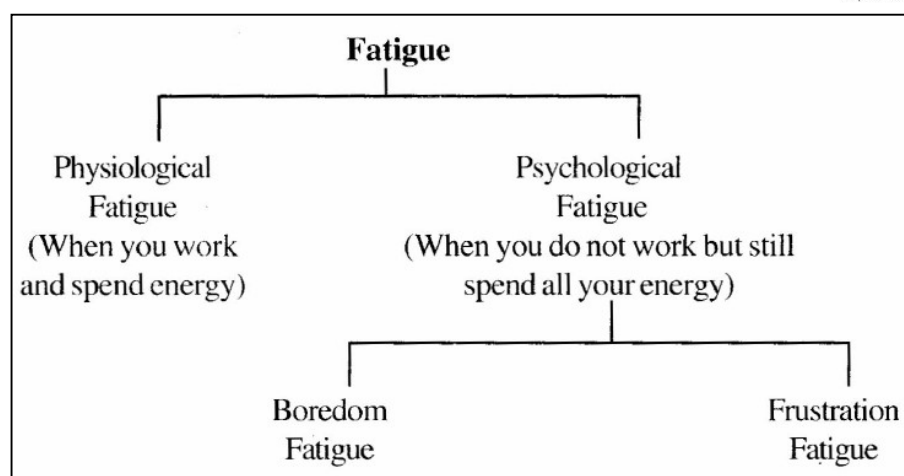 Fatigue
Physiological
Fatigue
(When you work
and spend energy)
Psychological
Fatigue
(When you do not work but still
spend all your energy)
Boredom
Fatigue
Frustration
Fatigue